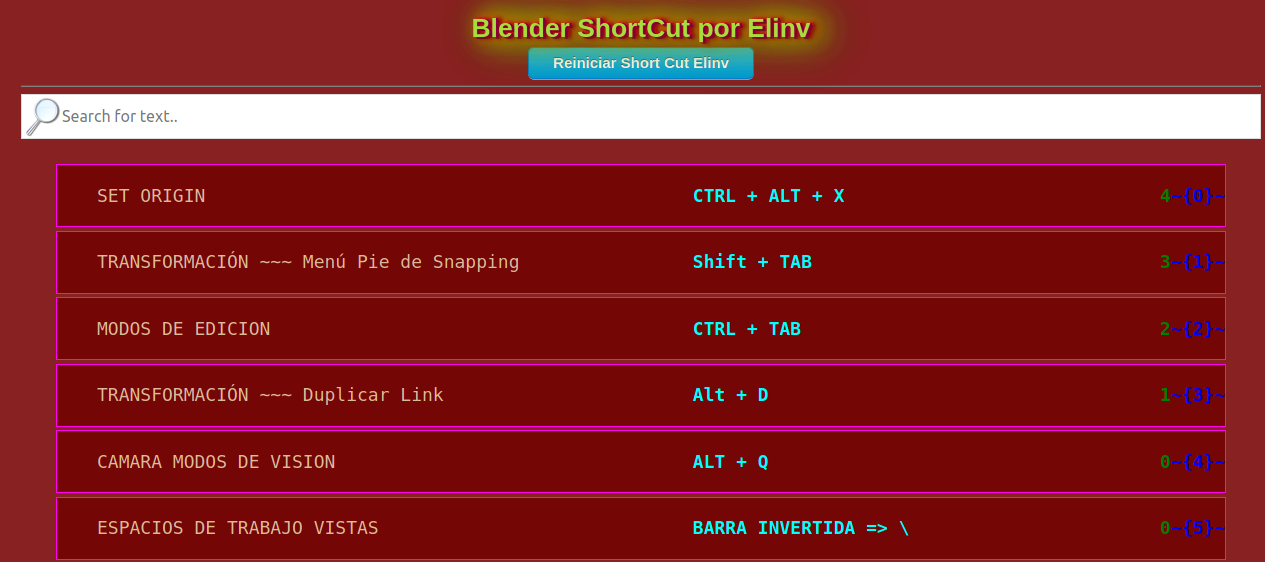 Blender ShortCut por Elinv
Reiniciar Short Cut Elinv
Search for text..
SET ORIGIN CTRL + ALT + X 4~{0}~
TRANSFORMACIÓN ~~~ Menú Pie de Snapping Shift + TAB 3~{1}~
MODOS DE EDICION CTRL + TAB 2~{2}~
TRANSFORMACIÓN ~~~ Duplicar Link Alt + D 1~{3}~
CAMARA MODOS DE VISION ALT + Q 0~{4}~
ESPACIOS DE TRABAJO VISTAS BARRA INVERTIDA => \ 0~{5}~